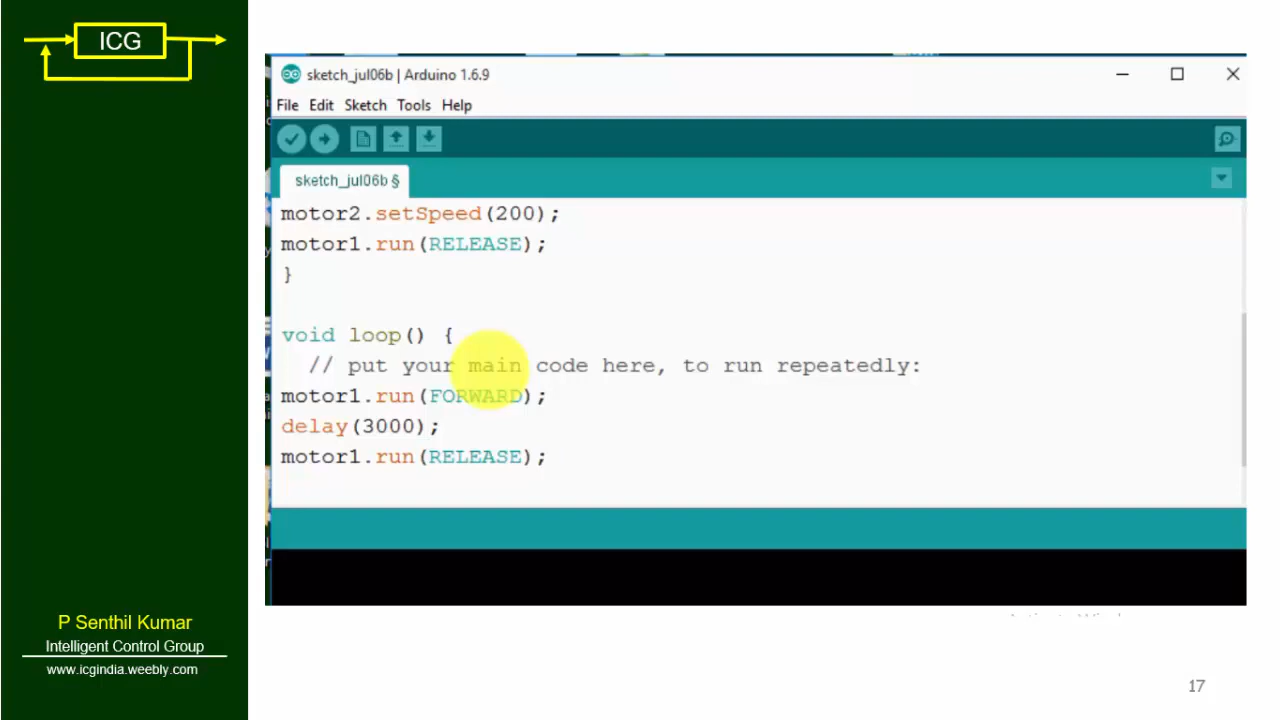 ICG
sketch_jul06b | Arduino 1.6.9
File Edit Sketch Tools Help
sketch_jul06b §
motor2.setSpeed(200);
motor1.run(RELEASE);
}
void loop() {
// put your main code here, to run repeatedly:
motor1.run(FORWARD);
delay(3000);
motor1.run(RELEASE);
P Senthil Kumar
Intelligent Control Group
www.icgindia.weebly.com
17